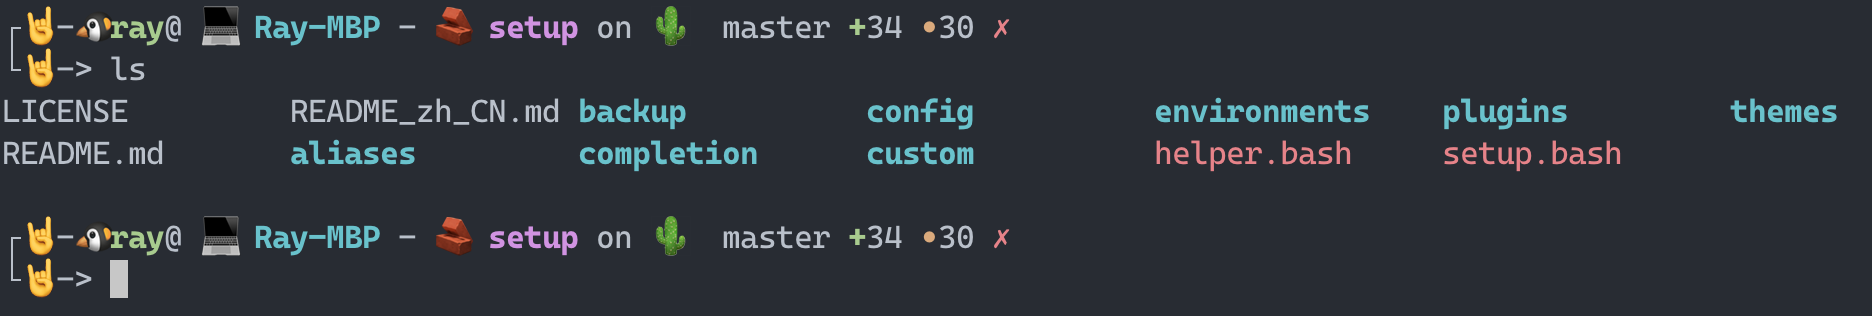 ┌🤘-🐧ray@ 💻 Ray-MBP - 🧱 setup on 🌵  master +34 •30 ✗
└🤘-> ls
LICENSE README_zh_CN.md backup config environments plugins themes
README.md aliases completion custom helper.bash setup.bash
┌🤘-🐧ray@ 💻 Ray-MBP - 🧱 setup on 🌵  master +34 •30 ✗
└🤘->